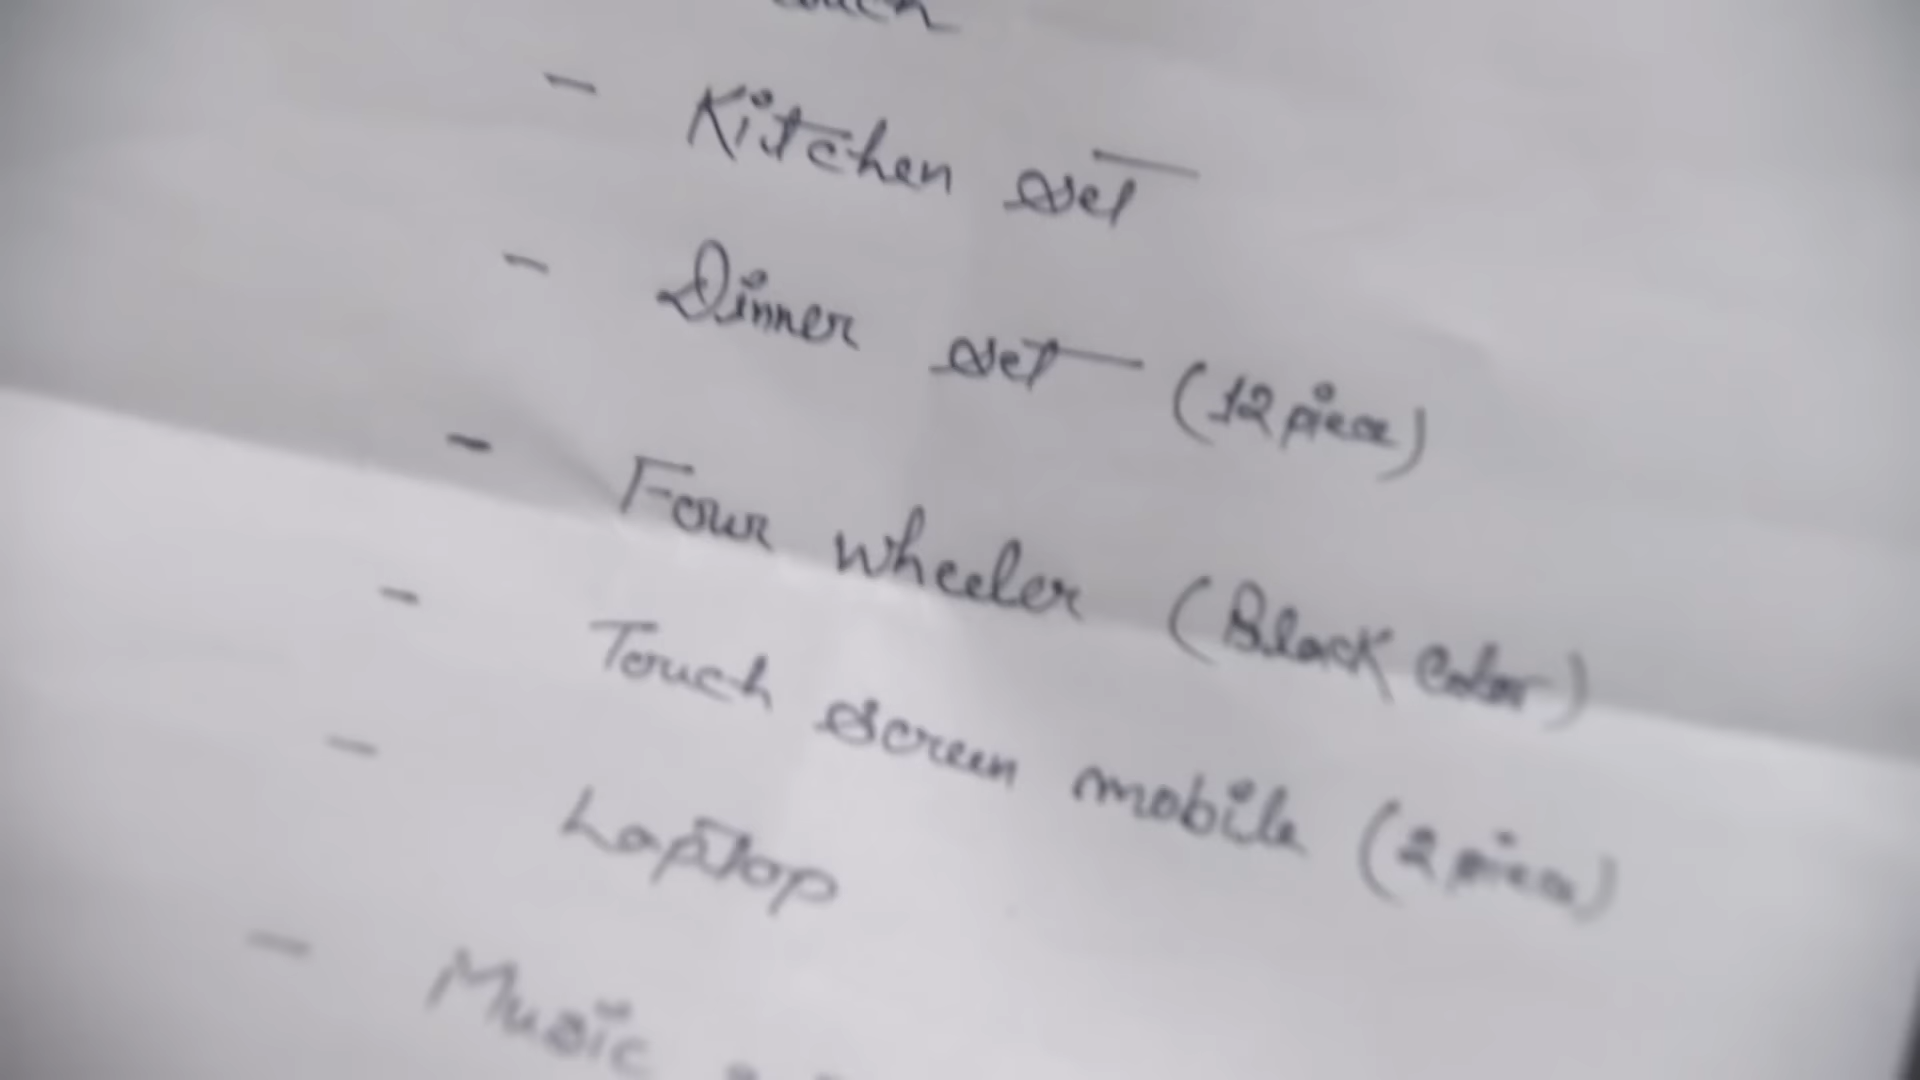 - Kitchen set
- Dinner set (12 piece)
- Four wheeler (Black Color)
- Touch screen mobile (2 piece)
- Laptop
- Music